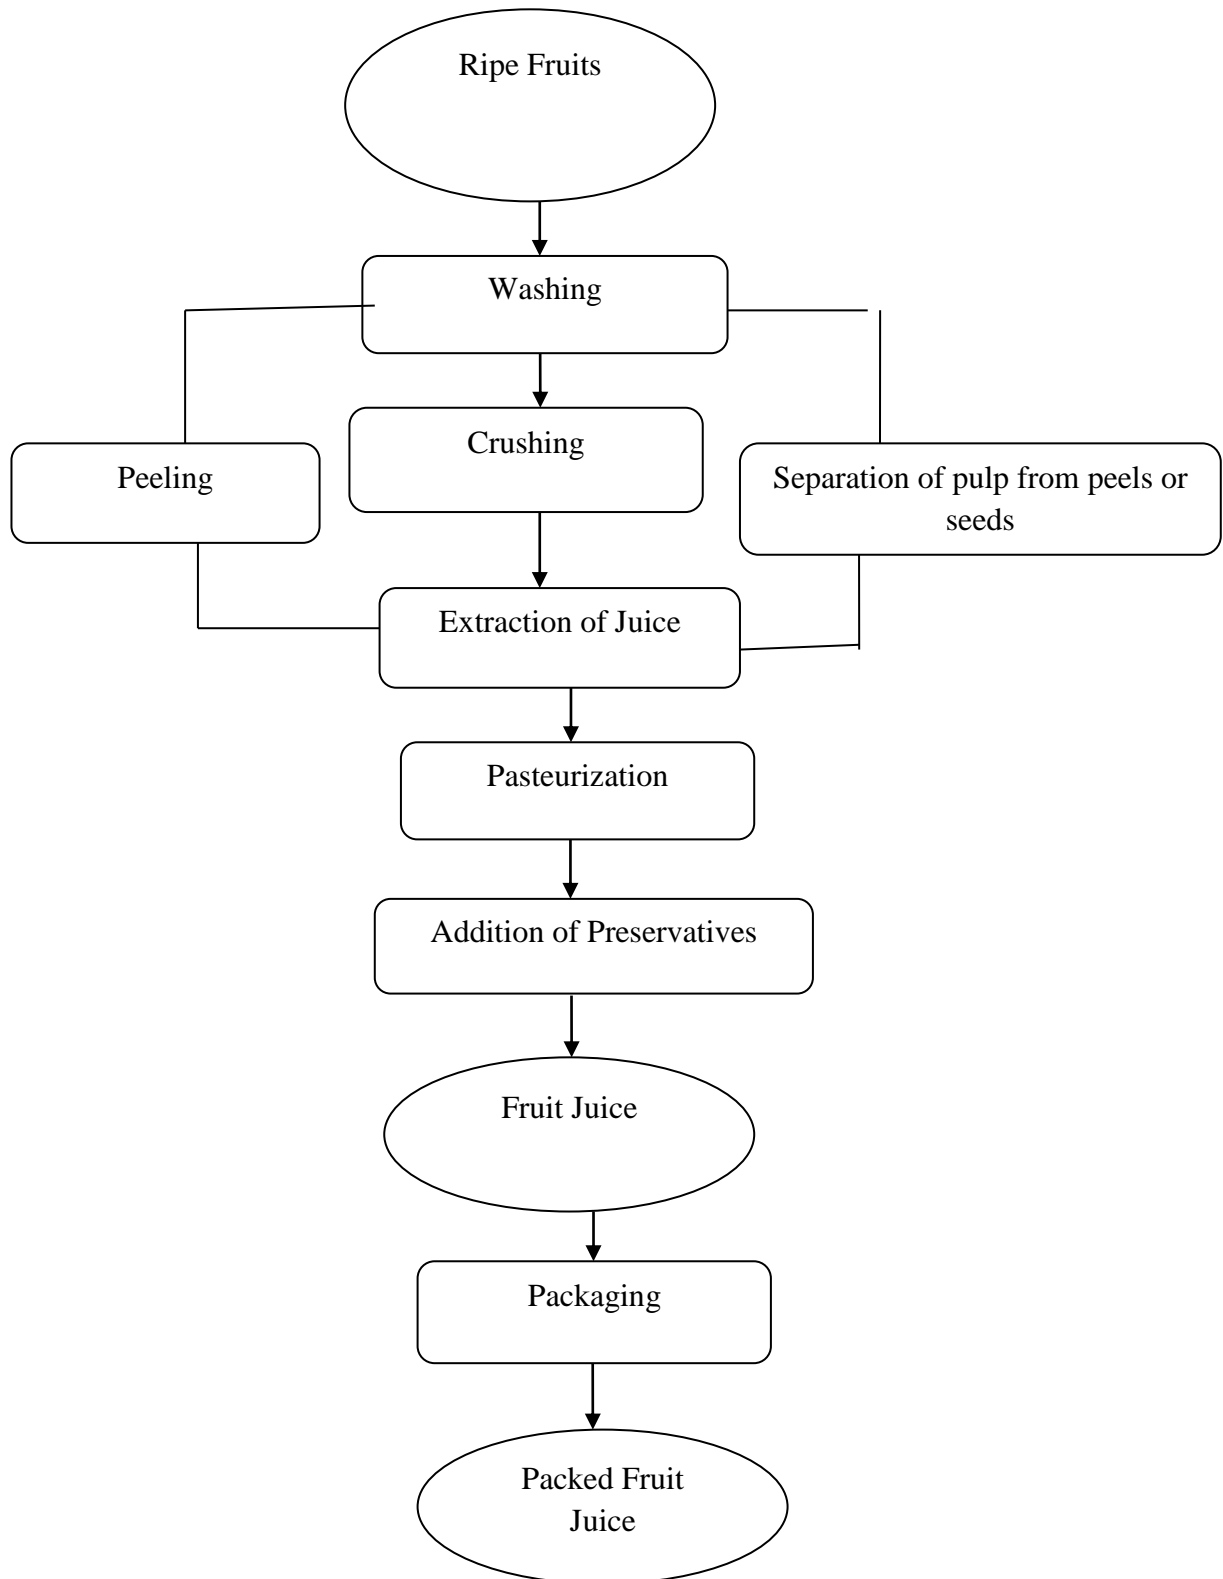 Ripe Fruits
Washing
Crushing
Peeling
Separation of pulp from peels or
seeds
Extraction of Juice
Pasteurization
Addition of Preservatives
Fruit Juice
Packaging
Packed Fruit
Juice